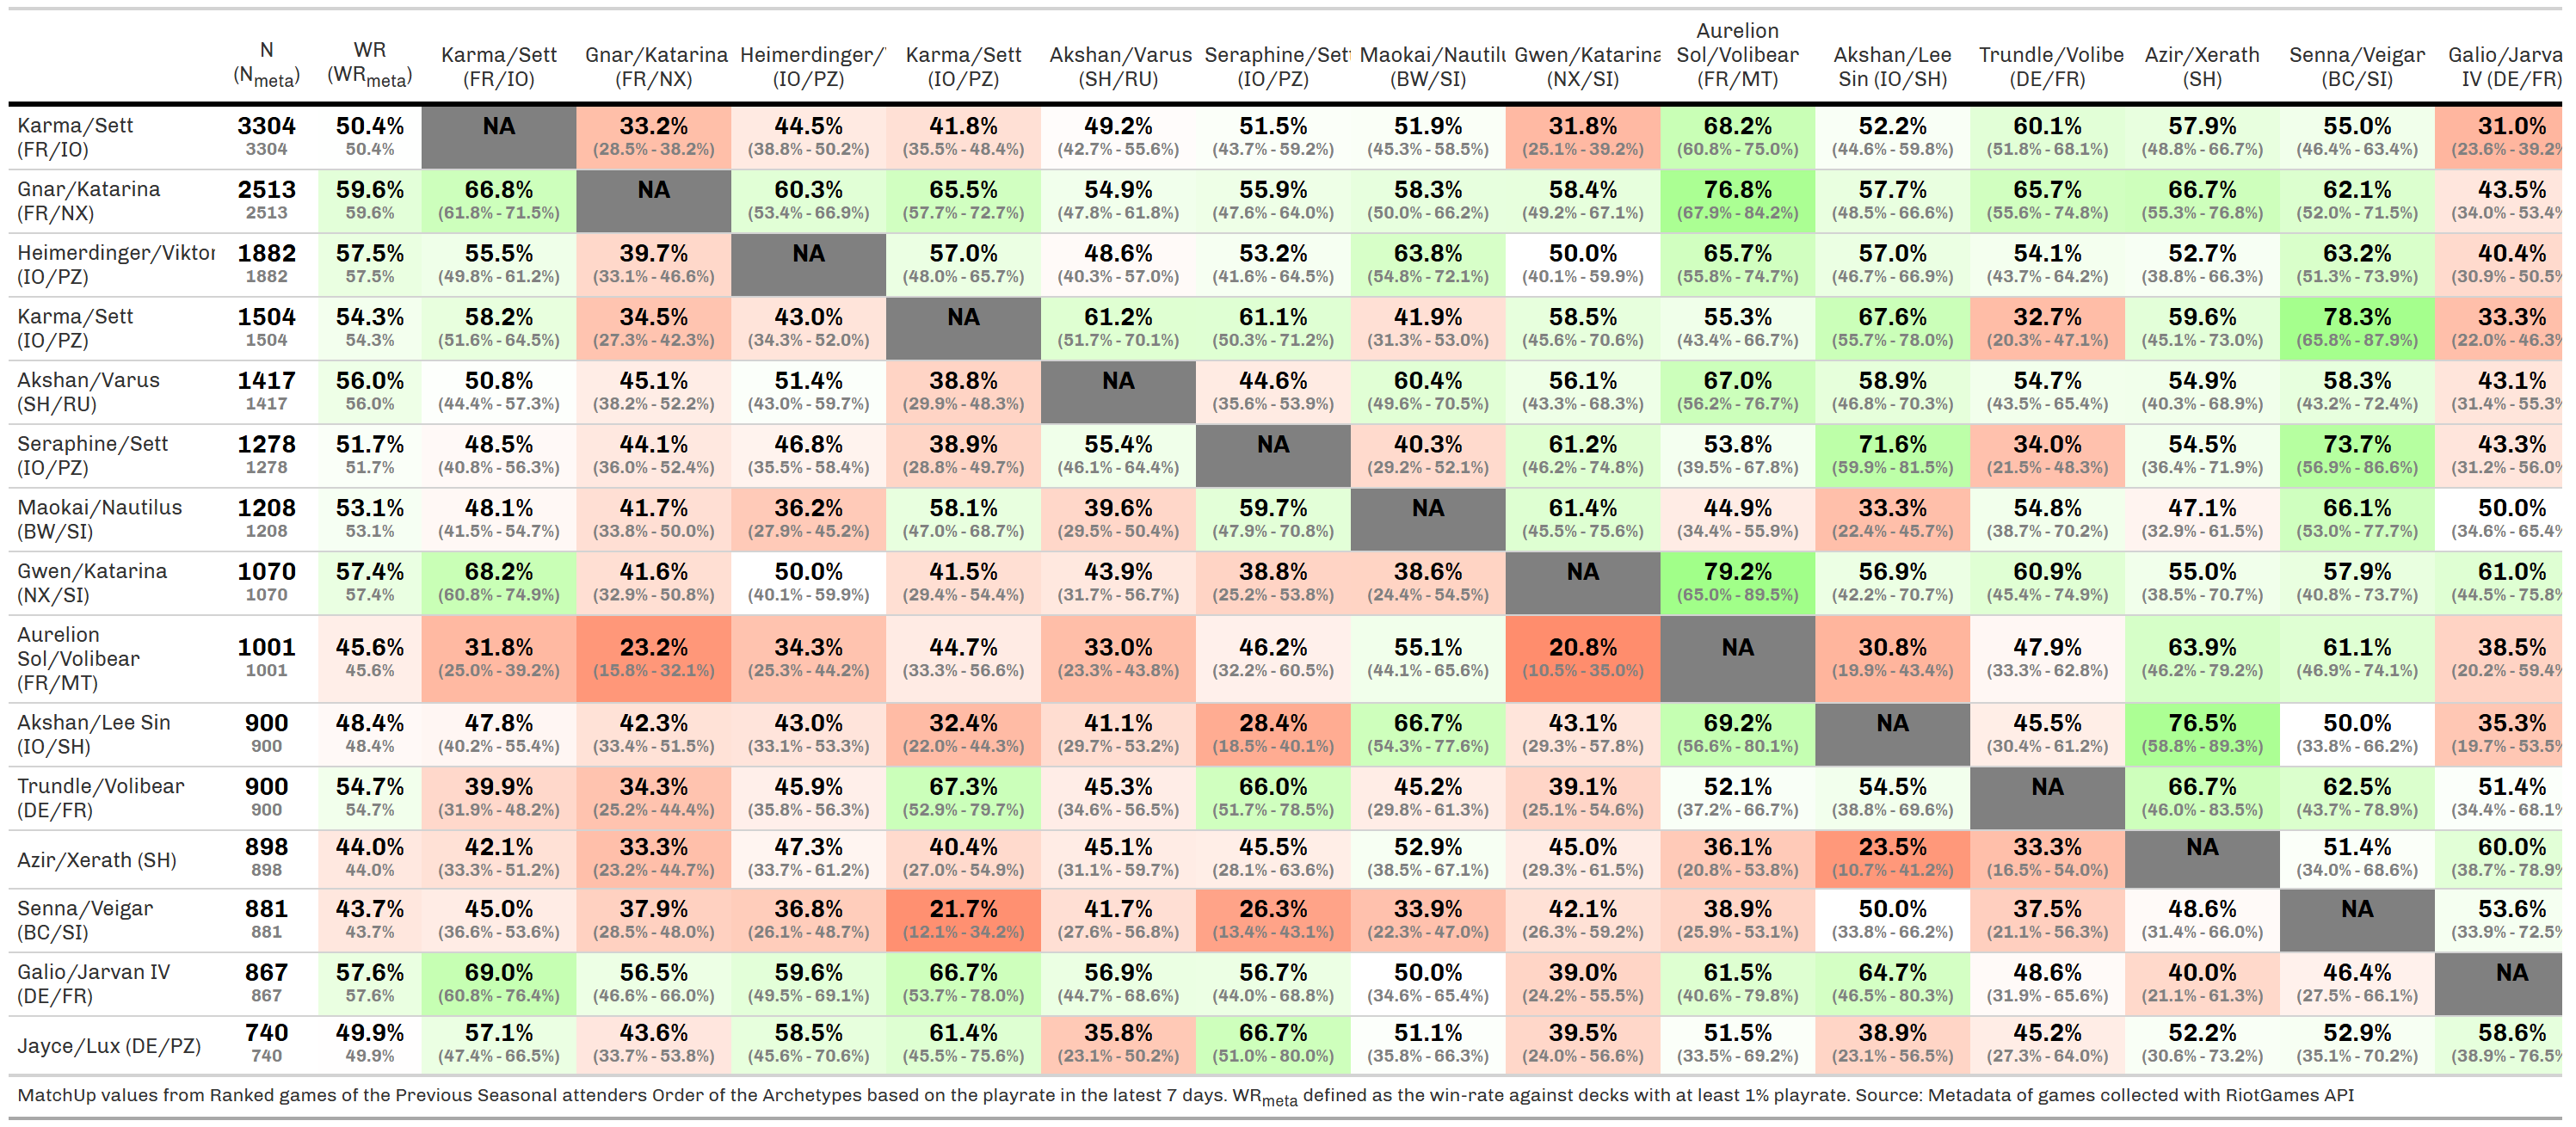 Aurelion
N WR Karma/Sett Gnar/Katarina Heimerdinger/ Karma/Sett Akshan/Varus Seraphine/Sett Maokai/Nautilu Gwen/Katarina Sol/Volibear Akshan/Lee Trundle/Volibe Azir/Xerath Senna/Veigar Galio/Jarva
(Nmeta) (WRmeta) (FR/IO) (FR/NX) (IO/PZ) (IO/PZ) (SH/RU) (IO/PZ) (BW/SI) (NX/SI) (FR/MT) Sin (IO/SH) (DE/FR) (SH) (BC/SI) IV (DE/FR)
Karma/Sett 3304 50.4% NA 33.2% 44.5% 41.8% 49.2% 51.5% 51.9% 31.8% 68.2% 52.2% 60.1% 57.9% 55.0% 31.0%
(FR/IO) 3304 50.4% (28.5% - 38.2%) (38.8% - 50.2%) (35.5% - 48.4%) (42.7% - 55.6%) (43.7% - 59.2%) (45.3% - 58.5%) (25.1% - 39.2%) (60.8% - 75.0%) (44.6% - 59.8%) (51.8% - 68.1%) (48.8% - 66.7%) (46.4% - 63.4%) (23.6% - 39.2%
Gnar/Katarina 2513 59.6% 66.8% NA 60.3% 65.5% 54.9% 55.9% 58.3% 58.4% 76.8% 57.7% 65.7% 66.7% 62.1% 43.5%
(FR/NX) 2513 59.6% (61.8% - 71.5%) (53.4% - 66.9%) (57.7% - 72.7%) (47.8% - 61.8%) (47.6% - 64.0%) (50.0% - 66.2%) (49.2% - 67.1%) (67.9% - 84.2%) (48.5% - 66.6%) (55.6% - 74.8%) (55.3% - 76.8%) (52.0% - 71.5%) (34.0% - 53.4%
Heimerdinger/Viktor 1882 57.5% 55.5% 39.7% NA 57.0% 48.6% 53.2% 63.8% 50.0% 65.7% 57.0% 54.1% 52.7% 63.2% 40.4%
(IO/PZ) 1882 57.5% (49.8% - 61.2%) (33.1% - 46.6%) (48.0% - 65.7%) (40.3% - 57.0%) (41.6% - 64.5%) (54.8% - 72.1%) (40.1% - 59.9%) (55.8% - 74.7%) (46.7% - 66.9%) (43.7% - 64.2%) (38.8% - 66.3%) (51.3% - 73.9%) (30.9% - 50.5%
Karma/Sett 1504 54.3% 58.2% 34.5% 43.0% NA 61.2% 61.1% 41.9% 58.5% 55.3% 67.6% 32.7% 59.6% 78.3% 33.3%
(IO/PZ) 1504 54.3% (51.6% - 64.5%) (27.3% - 42.3%) (34.3% - 52.0%) (51.7% - 70.1%) (50.3% - 71.2%) (31.3% - 53.0%) (45.6% - 70.6%) (43.4% - 66.7%) (55.7% - 78.0%) (20.3% - 47.1%) (45.1% - 73.0%) (65.8% - 87.9%) (22.0% - 46.3%
Akshan/Varus 1417 56.0% 50.8% 45.1% 51.4% 38.8% NA 44.6% 60.4% 56.1% 67.0% 58.9% 54.7% 54.9% 58.3% 43.1%
(SH/RU) 1417 56.0% (44.4% - 57.3%) (38.2% - 52.2%) (43.0% - 59.7%) (29.9% - 48.3%) (35.6% - 53.9%) (49.6% - 70.5%) (43.3% - 68.3%) (56.2% - 76.7%) (46.8% - 70.3%) (43.5% - 65.4%) (40.3% - 68.9%) (43.2% - 72.4%) (31.4% - 55.3%
Seraphine/Sett 1278 51.7% 48.5% 44.1% 46.8% 38.9% 55.4% NA 40.3% 61.2% 53.8% 71.6% 34.0% 54.5% 73.7% 43.3%
(IO/PZ) 1278 51.7% (40.8% - 56.3%) (36.0% - 52.4%) (35.5% - 58.4%) (28.8% - 49.7%) (46.1% - 64.4%) (29.2% - 52.1%) (46.2% - 74.8%) (39.5% - 67.8%) (59.9% - 81.5%) (21.5% - 48.3%) (36.4% - 71.9%) (56.9% - 86.6%) (31.2% - 56.0%
Maokai/Nautilus 1208 53.1% 48.1% 41.7% 36.2% 58.1% 39.6% 59.7% NA 61.4% 44.9% 33.3% 54.8% 47.1% 66.1% 50.0%
(BW/SI) 1208 53.1% (41.5% - 54.7%) (33.8% - 50.0%) (27.9% - 45.2%) (47.0% - 68.7%) (29.5% - 50.4%) (47.9% - 70.8%) (45.5% - 75.6%) (34.4% - 55.9%) (22.4% - 45.7%) (38.7% - 70.2%) (32.9% - 61.5%) (53.0% - 77.7%) (34.6% - 65.4%
Gwen/Katarina 1070 57.4% 68.2% 41.6% 50.0% 41.5% 43.9% 38.8% 38.6% NA 79.2% 56.9% 60.9% 55.0% 57.9% 61.0%
(NX/SI) 1070 57.4% (60.8% - 74.9%) (32.9% - 50.8%) (40.1% - 59.9%) (29.4% - 54.4%) (31.7% - 56.7%) (25.2% - 53.8%) (24.4% - 54.5%) (65.0% - 89.5%) (42.2% - 70.7%) (45.4% - 74.9%) (38.5% - 70.7%) (40.8% - 73.7%) (44.5% - 75.8%
Aurelion
Sol/Volibear 1001 45.6% 31.8% 23.2% 34.3% 44.7% 33.0% 46.2% 55.1% 20.8% NA 30.8% 47.9% 63.9% 61.1% 38.5%
(FR/MT) 1001 45.6% (25.0% - 39.2%) (15.8% - 32.1%) (25.3% - 44.2%) (33.3% - 56.6%) (23.3% - 43.8%) (32.2% - 60.5%) (44.1% - 65.6%) (10.5% - 35.0%) (19.9% - 43.4%) (33.3% - 62.8%) (46.2% - 79.2%) (46.9% - 74.1%) (20.2% - 59.4%
Akshan/Lee Sin 900 48.4% 47.8% 42.3% 43.0% 32.4% 41.1% 28.4% 66.7% 43.1% 69.2% NA 45.5% 76.5% 50.0% 35.3%
(IO/SH) 900 48.4% (40.2% - 55.4%) (33.4% - 51.5%) (33.1% - 53.3%) (22.0% - 44.3%) (29.7% - 53.2%) (18.5% - 40.1%) (54.3% - 77.6%) (29.3% - 57.8%) (56.6% - 80.1%) (30.4% - 61.2%) (58.8% - 89.3%) (33.8% - 66.2%) (19.7% - 53.5%
Trundle/Volibear 900 54.7% 39.9% 34.3% 45.9% 67.3% 45.3% 66.0% 45.2% 39.1% 52.1% 54.5% NA 66.7% 62.5% 51.4%
(DE/FR) 900 54.7% (31.9% - 48.2%) (25.2% - 44.4%) (35.8% - 56.3%) (52.9% - 79.7%) (34.6% - 56.5%) (51.7% - 78.5%) (29.8% - 61.3%) (25.1% - 54.6%) (37.2% - 66.7%) (38.8% - 69.6%) (46.0% - 83.5%) (43.7% - 78.9%) (34.4% - 68.1%
Azir/Xerath (SH) 898 44.0% 42.1% 33.3% 47.3% 40.4% 45.1% 45.5% 52.9% 45.0% 36.1% 23.5% 33.3% NA 51.4% 60.0%
898 44.0% (33.3% - 51.2%) (23.2% - 44.7%) (33.7% - 61.2%) (27.0% - 54.9%) (31.1% - 59.7%) (28.1% - 63.6%) (38.5% - 67.1%) (29.3% - 61.5%) (20.8% - 53.8%) (10.7% - 41.2%) (16.5% - 54.0%) (34.0% - 68.6%) (38.7% - 78.9%
Senna/Veigar 881 43.7% 45.0% 37.9% 36.8% 21.7% 41.7% 26.3% 33.9% 42.1% 38.9% 50.0% 37.5% 48.6% NA 53.6%
(BC/SI) 881 43.7% (36.6% - 53.6%) (28.5% - 48.0%) (26.1% - 48.7%) (12.1% - 34.2%) (27.6% - 56.8%) (13.4% - 43.1%) (22.3% - 47.0%) (26.3% - 59.2%) (25.9% - 53.1%) (33.8% - 66.2%) (21.1% - 56.3%) (31.4% - 66.0%) (33.9% - 72.5%
Galio/Jarvan IV 867 57.6% 69.0% 56.5% 59.6% 66.7% 56.9% 56.7% 50.0% 39.0% 61.5% 64.7% 48.6% 40.0% 46.4% NA
(DE/FR) 867 57.6% (60.8% - 76.4%) (46.6% - 66.0%) (49.5% - 69.1%) (53.7% - 78.0%) (44.7% - 68.6%) (44.0% - 68.8%) (34.6% - 65.4%) (24.2% - 55.5%) (40.6% - 79.8%) (46.5% - 80.3%) (31.9% - 65.6%) (21.1% - 61.3%) (27.5% - 66.1%)
Jayce/Lux (DE/PZ) 740 49.9% 57.1% 43.6% 58.5% 61.4% 35.8% 66.7% 51.1% 39.5% 51.5% 38.9% 45.2% 52.2% 52.9% 58.6%
740 49.9% (47.4% - 66.5%) (33.7% - 53.8%) (45.6% - 70.6%) (45.5% - 75.6%) (23.1% - 50.2%) (51.0% - 80.0%) (35.8% - 66.3%) (24.0% - 56.6%) (33.5% - 69.2%) (23.1% - 56.5%) (27.3% - 64.0%) (30.6% - 73.2%) (35.1% - 70.2%) (38.9% - 76.5%
MatchUp values from Ranked games of the Previous Seasonal attenders Order of the Archetypes based on the playrate in the latest 7 days. WRmeta defined as the win-rate against decks with at least 1% playrate. Source: Metadata of games collected with RiotGames API